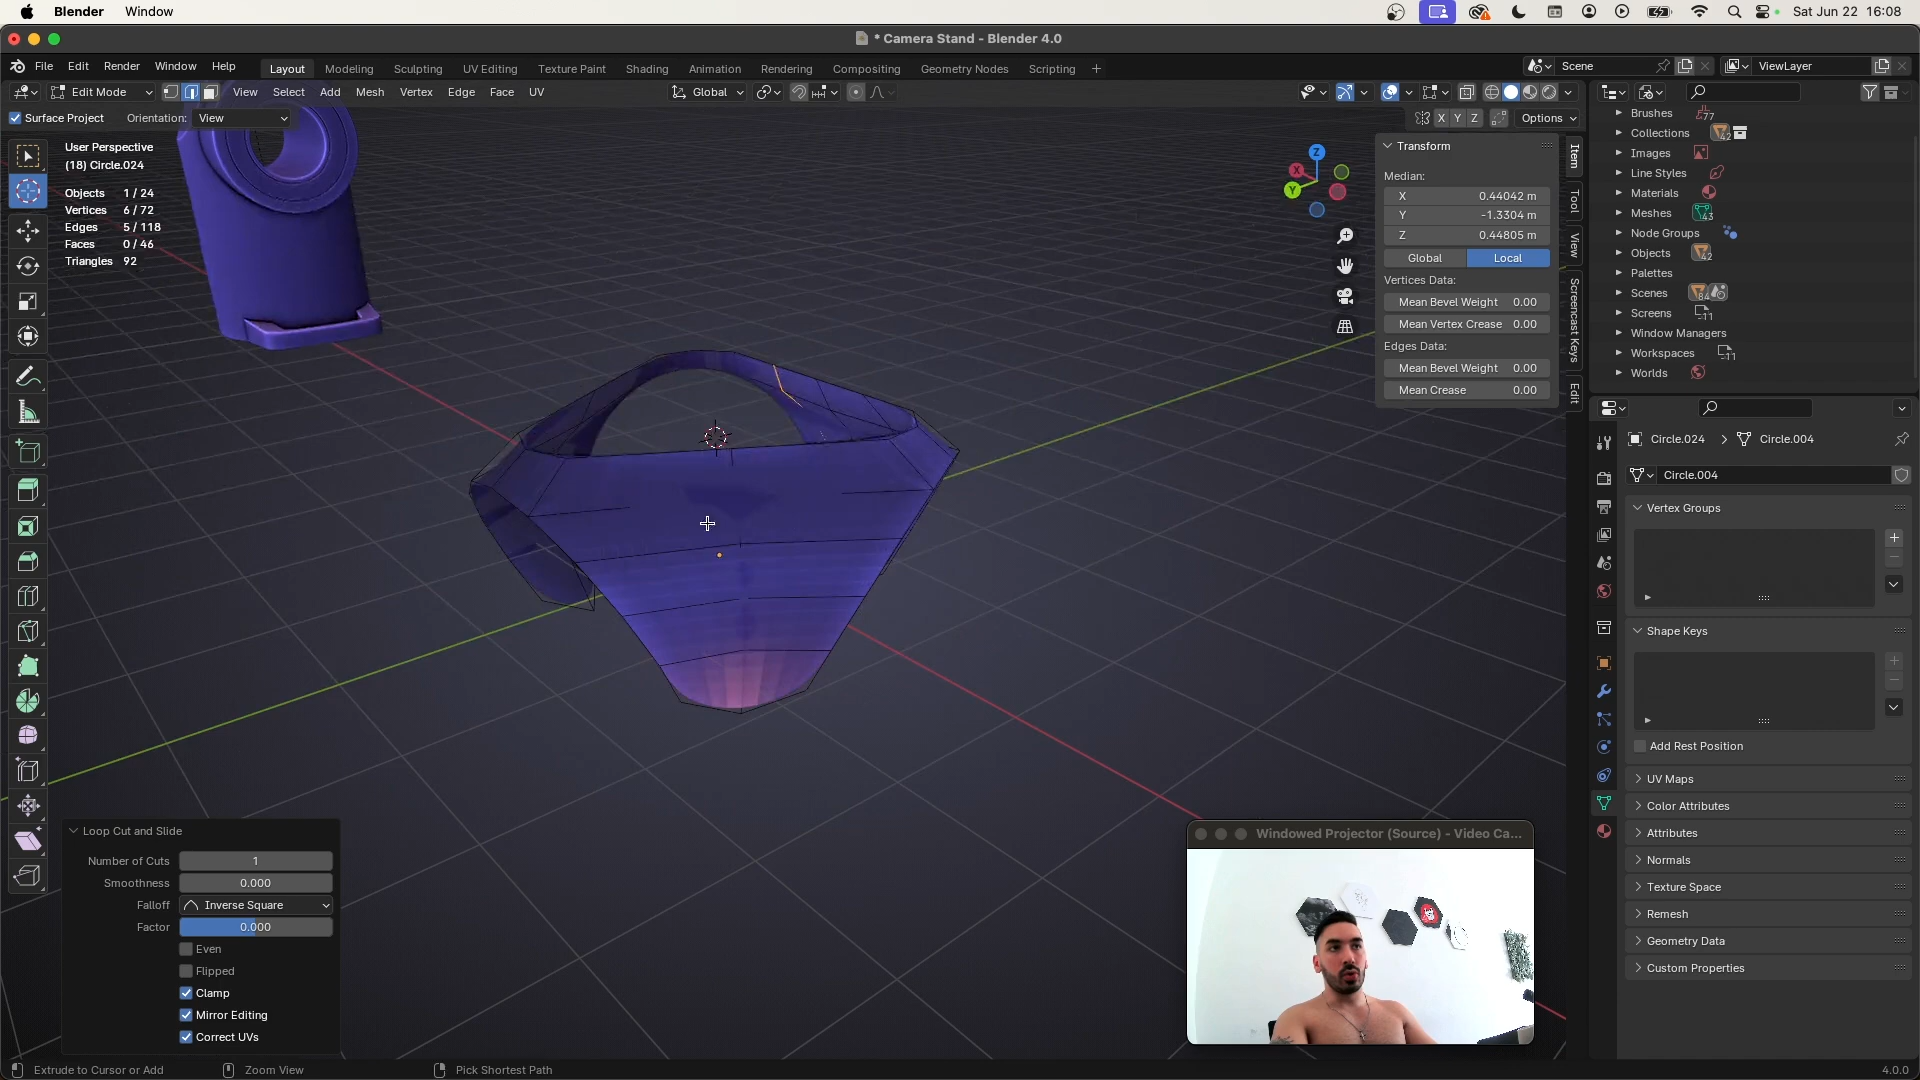 Blender Window Sat Jun 22 16:08
* Camera Stand - Blender 4.0
File Edit Render Window Help Layout Modeling Sculpting UV Editing Texture Paint Shading Animation Rendering Compositing Geometry Nodes Scripting + Scene ViewLayer
Edit Mode View Select Add Mesh Vertex Edge Face UV Global
Surface Project Orientation: View X Y Z Options
User Perspective
(18) Circle.024
Objects 1 / 24
Vertices 6 / 72
Edges 5 / 118
Faces 0 / 46
Triangles 92
Z
X
Y
Transform
Median:
X 0.44042 m
Y -1.3304 m
Z 0.44805 m
Global Local
Vertices Data:
Mean Bevel Weight 0.00
Mean Vertex Crease 0.00
Edges Data:
Mean Bevel Weight 0.00
Mean Crease 0.00
Item
Tool
View
Screencast Keys
Edit
Brushes 77
Collections 42
Images
Line Styles
Materials
Meshes 43
Node Groups
Objects 42
Palettes
Scenes 84
Screens 11
Window Managers
Workspaces 11
Worlds
Circle.024 > Circle.004
Circle.004
Vertex Groups
Shape Keys
Add Rest Position
UV Maps
Color Attributes
Attributes
Normals
Texture Space
Remesh
Geometry Data
Custom Properties
Loop Cut and Slide
Number of Cuts 1
Smoothness 0.000
Falloff Inverse Square
Factor 0.000
Even
Flipped
Clamp
Mirror Editing
Correct UVs
Windowed Projector (Source) - Video Ca...
Extrude to Cursor or Add Zoom View Pick Shortest Path 4.0.0